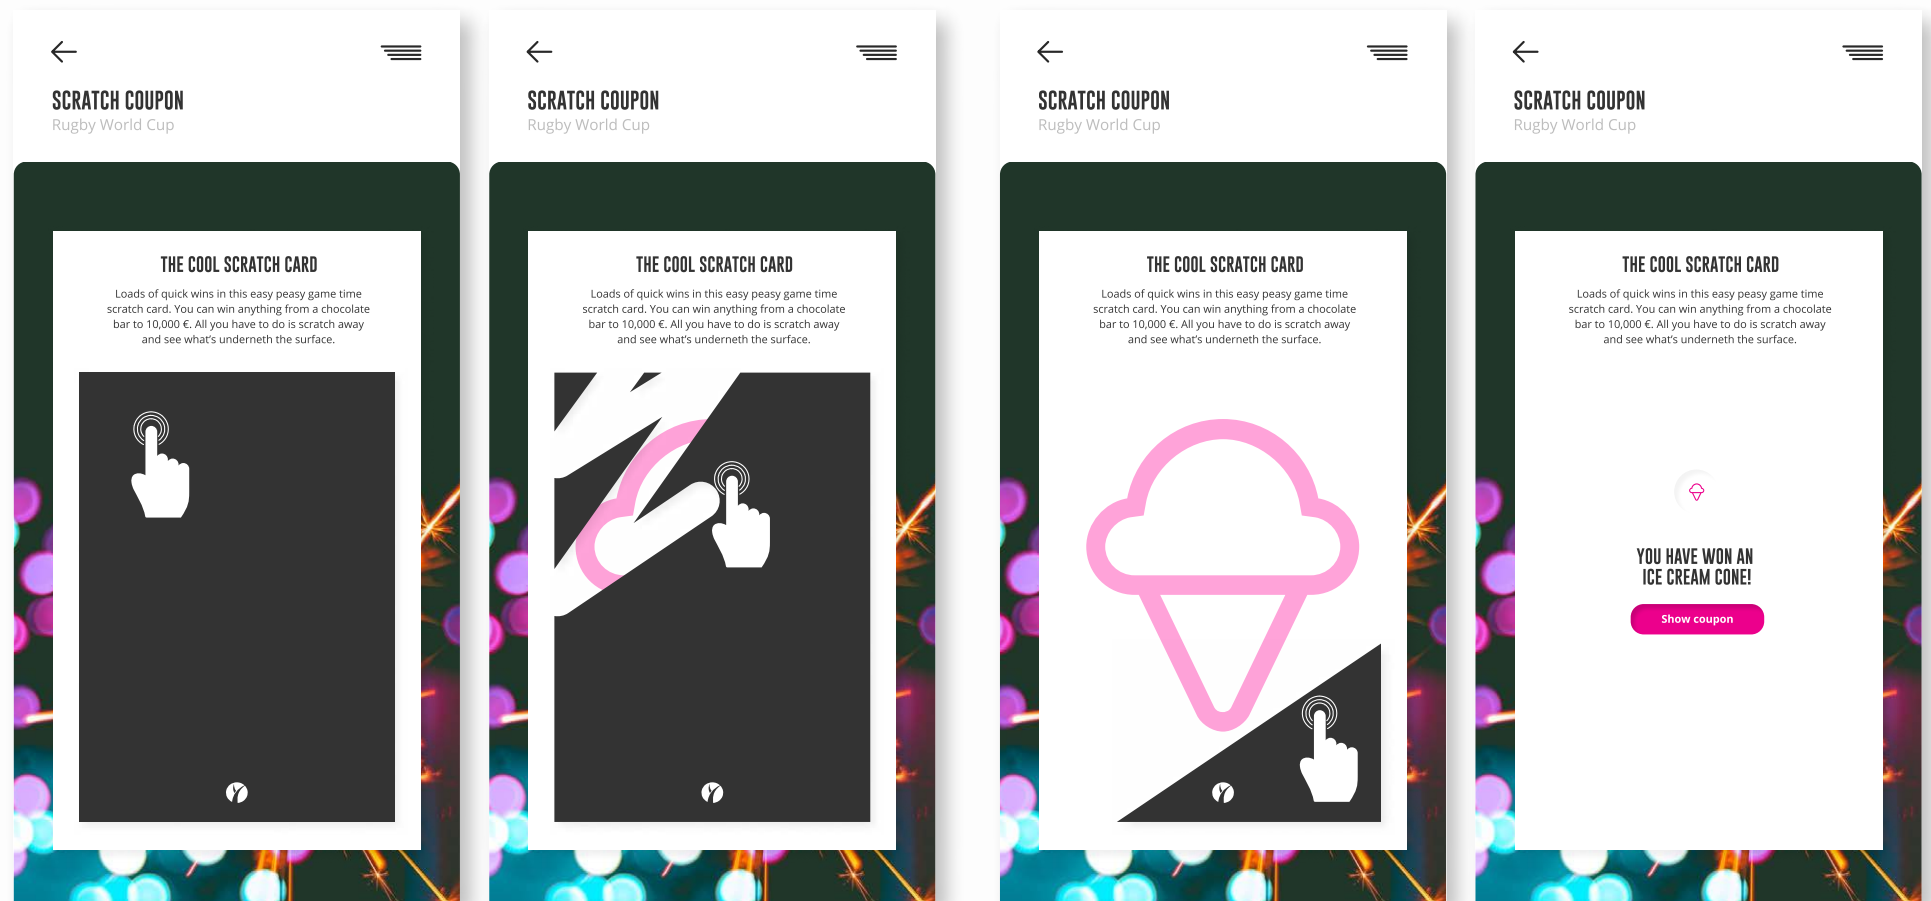 SCRATCH COUPON
Rugby World Cup
THE COOL SCRATCH CARD
Loads of quick wins in this easy peasy game time
scratch card. You can win anything from a chocolate
bar to 10,000 €. All you have to do is scratch away
and see what's underneth the surface.
SCRATCH COUPON
Rugby World Cup
THE COOL SCRATCH CARD
Loads of quick wins in this easy peasy game time
scratch card. You can win anything from a chocolate
bar to 10,000 €. All you have to do is scratch away
and see what's underneth the surface.
SCRATCH COUPON
Rugby World Cup
THE COOL SCRATCH CARD
Loads of quick wins in this easy peasy game time
scratch card. You can win anything from a chocolate
bar to 10,000 €. All you have to do is scratch away
and see what's underneth the surface.
SCRATCH COUPON
Rugby World Cup
THE COOL SCRATCH CARD
Loads of quick wins in this easy peasy game time
scratch card. You can win anything from a chocolate
bar to 10,000 €. All you have to do is scratch away
and see what's underneth the surface.
YOU HAVE WON AN
ICE CREAM CONE!
Show coupon